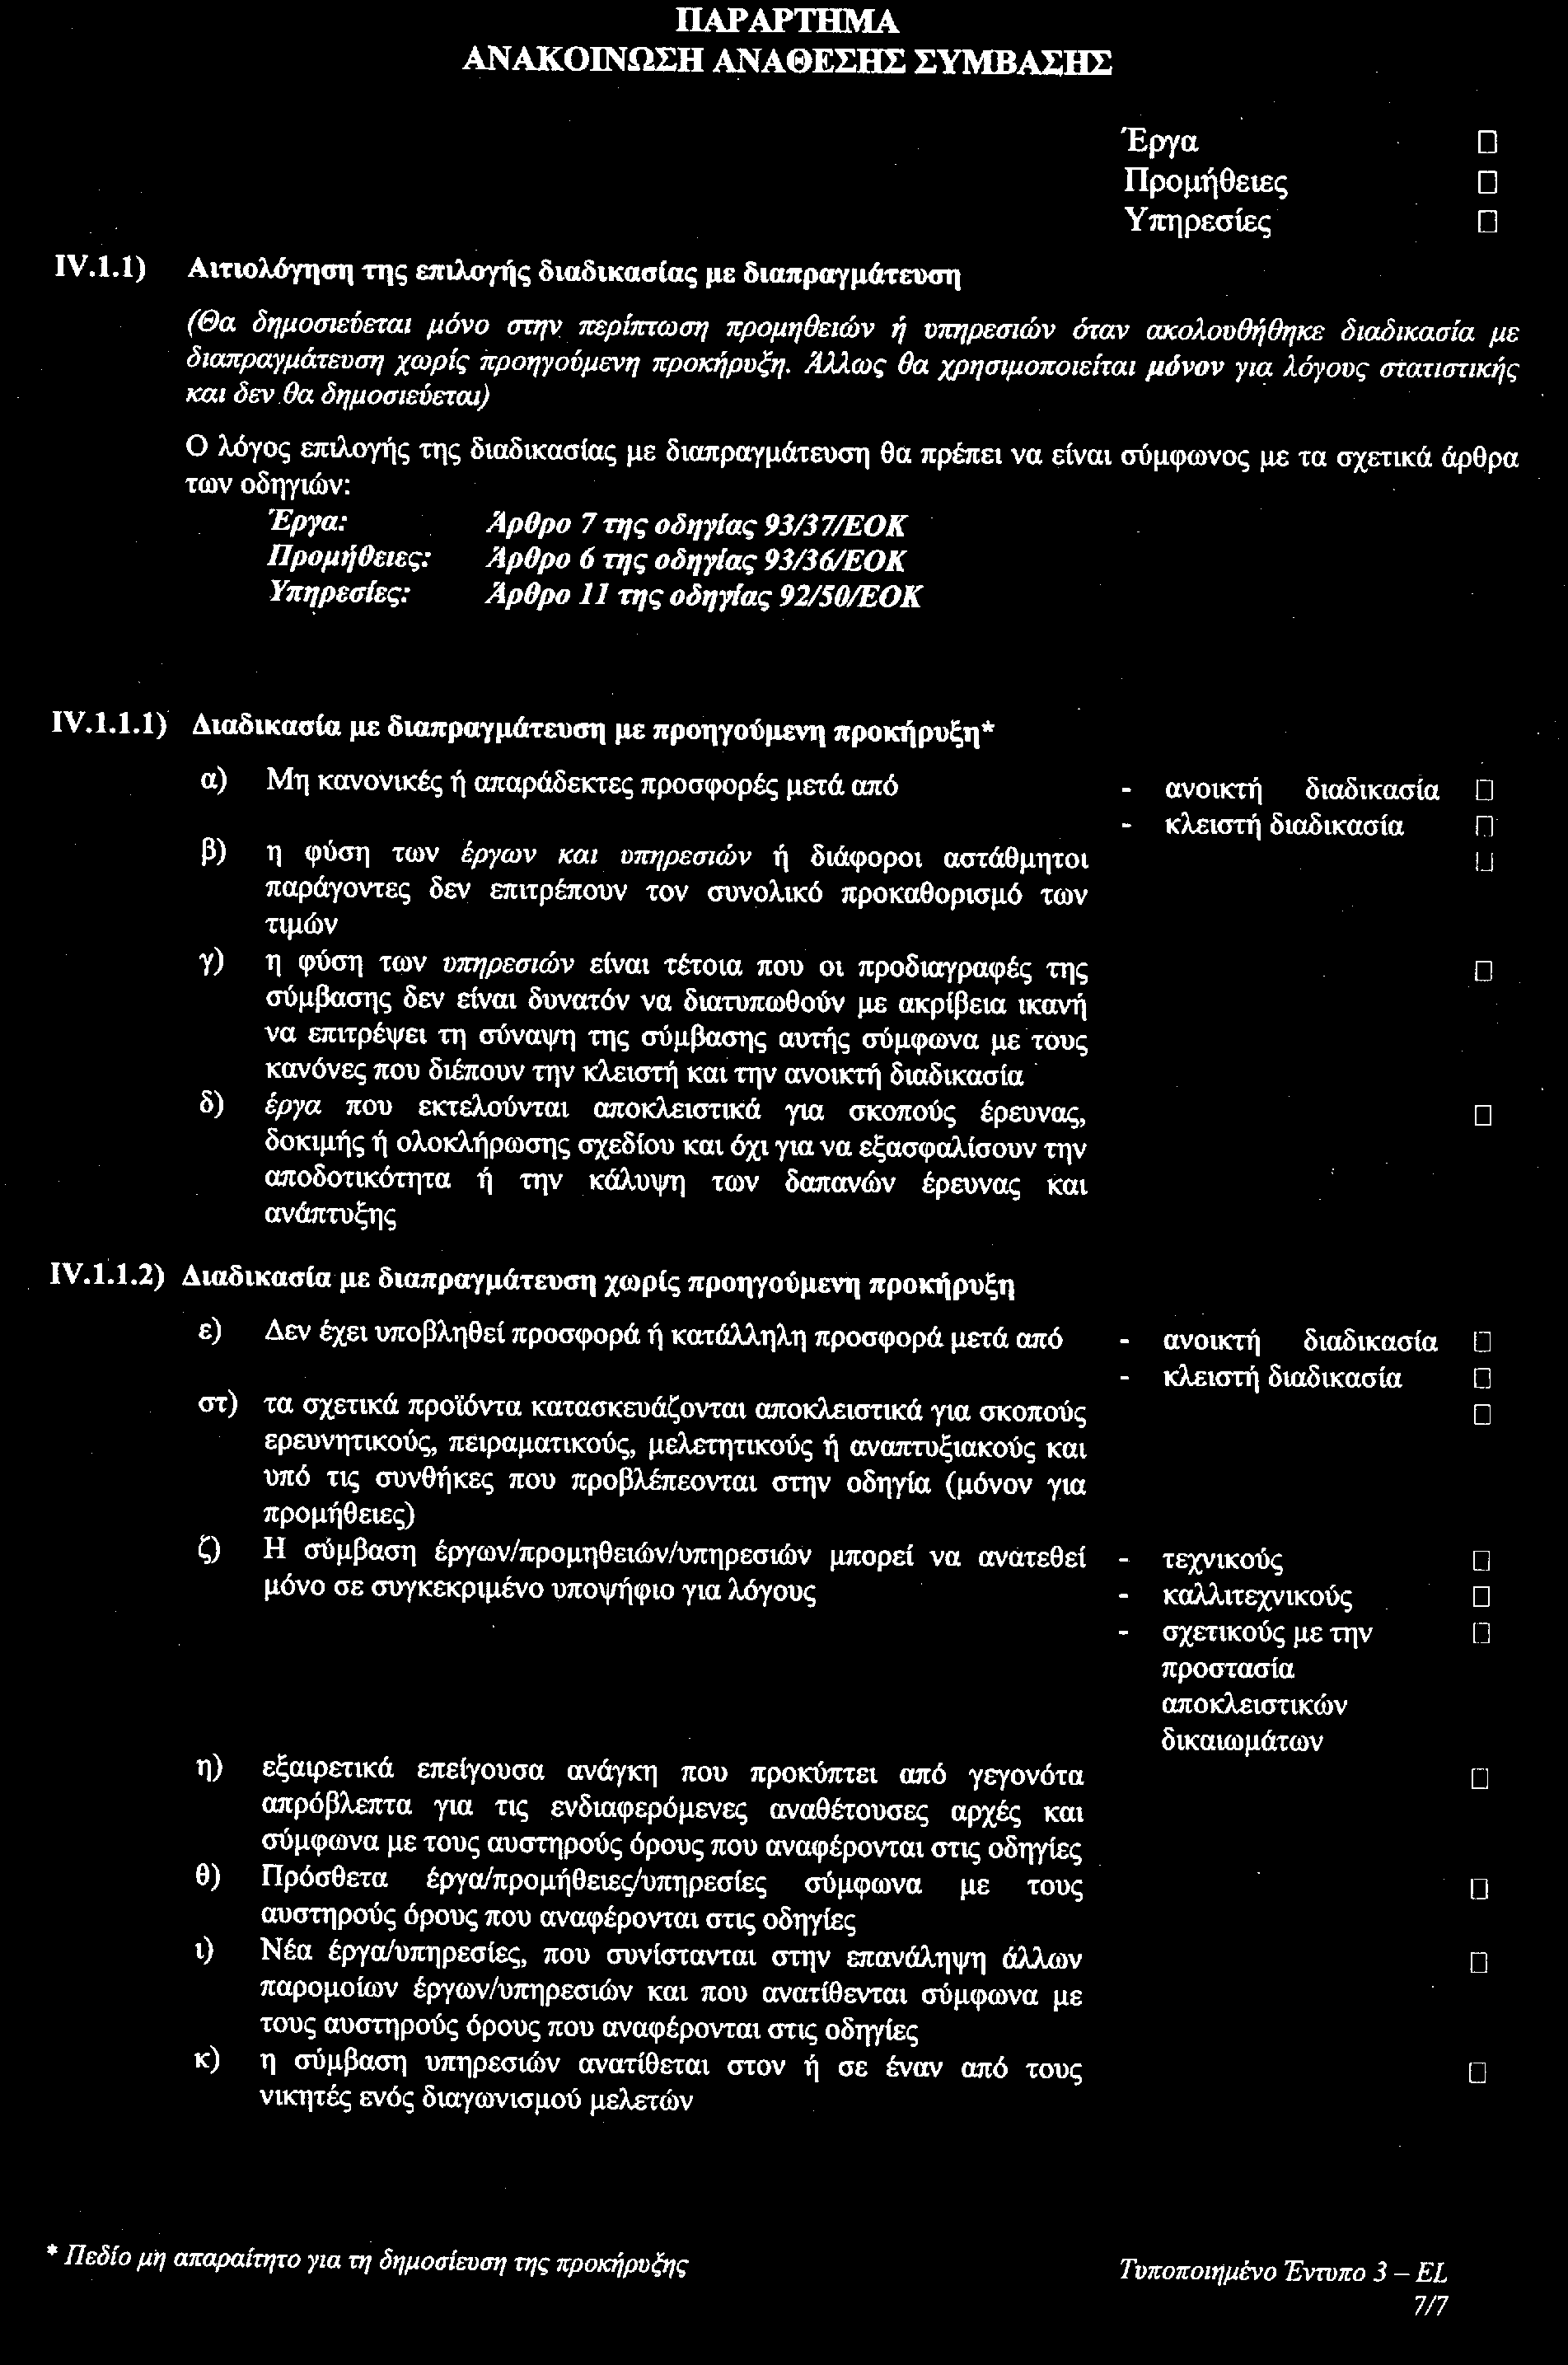 ΠΑΡΑΡΤΗΜΑ
ΑΝΑΚΟΙΝΩΣΗ ΑΝΑΘΕΣΗΣ ΣΥΜΒΑΣΗΣ
Έργα □
Προμήθειες □
Υπηρεσίες □
IV.1.1) Αιτιολόγηση της επιλογής διαδικασίας με διαπραγμάτευση
(Θα δημοσιεύεται μόνο στην περίπτωση προμηθειών ή υπηρεσιών όταν ακολουθήθηκε διαδικασία με
διαπραγμάτευση χωρίς προηγούμενη προκήρυξη. Άλλως θα χρησιμοποιείται μόνον για λόγους στατιστικής
και δεν θα δημοσιεύεται)
Ο λόγος επιλογής της διαδικασίας με διαπραγμάτευση θα πρέπει να είναι σύμφωνος με τα σχετικά άρθρα
των οδηγιών:
Έργα: Άρθρο 7 της οδηγίας 93/37/ΕΟΚ
Προμήθειες: Άρθρο 6 της οδηγίας 93/36/ΕΟΚ
Υπηρεσίες: Άρθρο 11 της οδηγίας 92/50/ΕΟΚ
IV.1.1.1) Διαδικασία με διαπραγμάτευση με προηγούμενη προκήρυξη*
α) Μη κανονικές ή απαράδεκτες προσφορές μετά από - ανοικτή διαδικασία □
- κλειστή διαδικασία □
β) η φύση των έργων και υπηρεσιών ή διάφοροι αστάθμητοι □
παράγοντες δεν επιτρέπουν τον συνολικό προκαθορισμό των
τιμών
γ) η φύση των υπηρεσιών είναι τέτοια που οι προδιαγραφές της □
σύμβασης δεν είναι δυνατόν να διατυπωθούν με ακρίβεια ικανή
να επιτρέψει τη σύναψη της σύμβασης αυτής σύμφωνα με τους
κανόνες που διέπουν την κλειστή και την ανοικτή διαδικασία
δ) έργα που εκτελούνται αποκλειστικά για σκοπούς έρευνας, □
δοκιμής ή ολοκλήρωσης σχεδίου και όχι για να εξασφαλίσουν την
αποδοτικότητα ή την κάλυψη των δαπανών έρευνας και
ανάπτυξης
IV.1.1.2) Διαδικασία με διαπραγμάτευση χωρίς προηγούμενη προκήρυξη
ε) Δεν έχει υποβληθεί προσφορά ή κατάλληλη προσφορά μετά από - ανοικτή διαδικασία □
- κλειστή διαδικασία □
στ) τα σχετικά προϊόντα κατασκευάζονται αποκλειστικά για σκοπούς □
ερευνητικούς, πειραματικούς, μελετητικούς ή αναπτυξιακούς και
υπό τις συνθήκες που προβλέπεονται στην οδηγία (μόνον για
προμήθειες)
ζ) Η σύμβαση έργων/προμηθειών/υπηρεσιών μπορεί να ανατεθεί - τεχνικούς □
μόνο σε συγκεκριμένο υποψήφιο για λόγους - καλλιτεχνικούς □
- σχετικούς με την □
προστασία
αποκλειστικών
δικαιωμάτων
η) εξαιρετικά επείγουσα ανάγκη που προκύπτει από γεγονότα □
απρόβλεπτα για τις ενδιαφερόμενες αναθέτουσες αρχές και
σύμφωνα με τους αυστηρούς όρους που αναφέρονται στις οδηγίες
θ) Πρόσθετα έργα/προμήθειες/υπηρεσίες σύμφωνα με τους □
αυστηρούς όρους που αναφέρονται στις οδηγίες
ι) Νέα έργα/υπηρεσίες, που συνίστανται στην επανάληψη άλλων □
παρομοίων έργων/υπηρεσιών και που ανατίθενται σύμφωνα με
τους αυστηρούς όρους που αναφέρονται στις οδηγίες
κ) η σύμβαση υπηρεσιών ανατίθεται στον ή σε έναν από τους □
νικητές ενός διαγωνισμού μελετών
* Πεδίο μη απαραίτητο για τη δημοσίευση της προκήρυξης
Τυποποιημένο Έντυπο 3 – EL
7/7